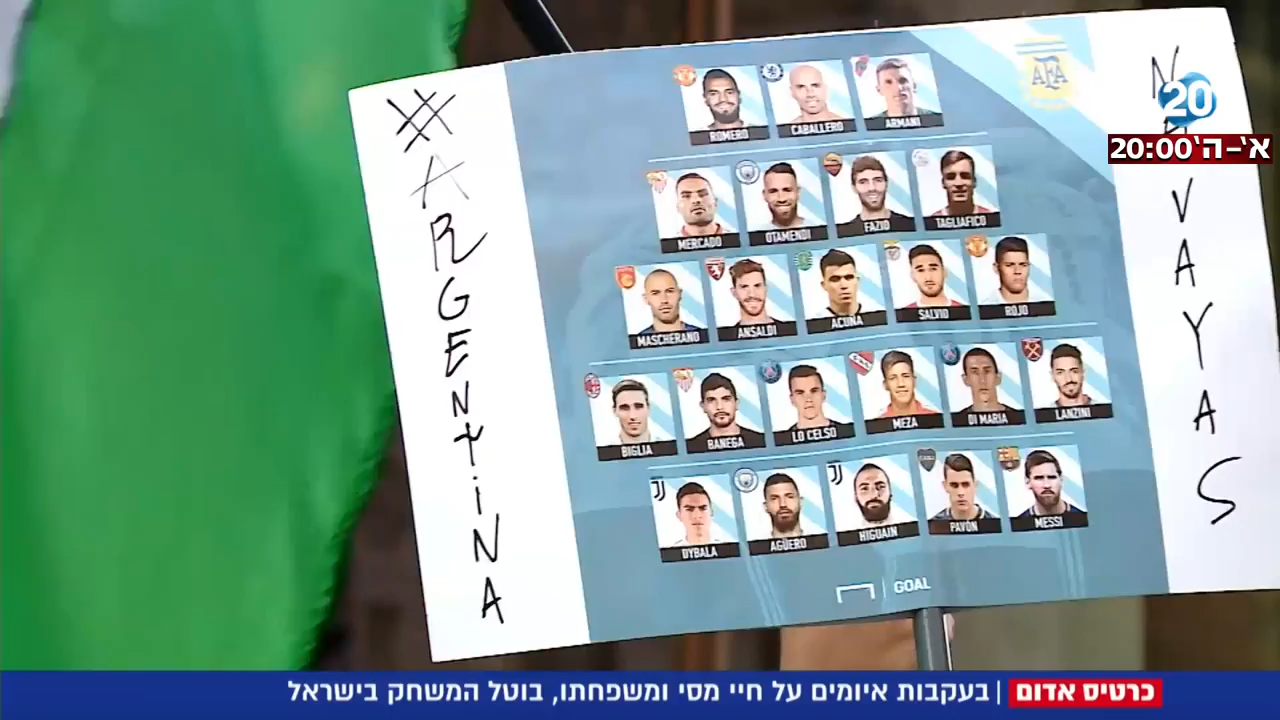 #ARGENTINA
AFA
ROMERO CABALLERO ARMANI
MERCADO OTAMENDI FAZIO TAGLIAFICO
MASCHERANO ANSALDI ACUÑA SALVIO ROJO
BIGLIA BANEGA LO CELSO MEZA DI MARIA LANZINI
DYBALA AGÜERO HIGUAIN PAVÓN MESSI
GOAL
VAYAS
20
א'-ה' 20:00
כרטיס אדום | בעקבות איומים על חיי מסי ומשפחתו, בוטל המשחק בישראל